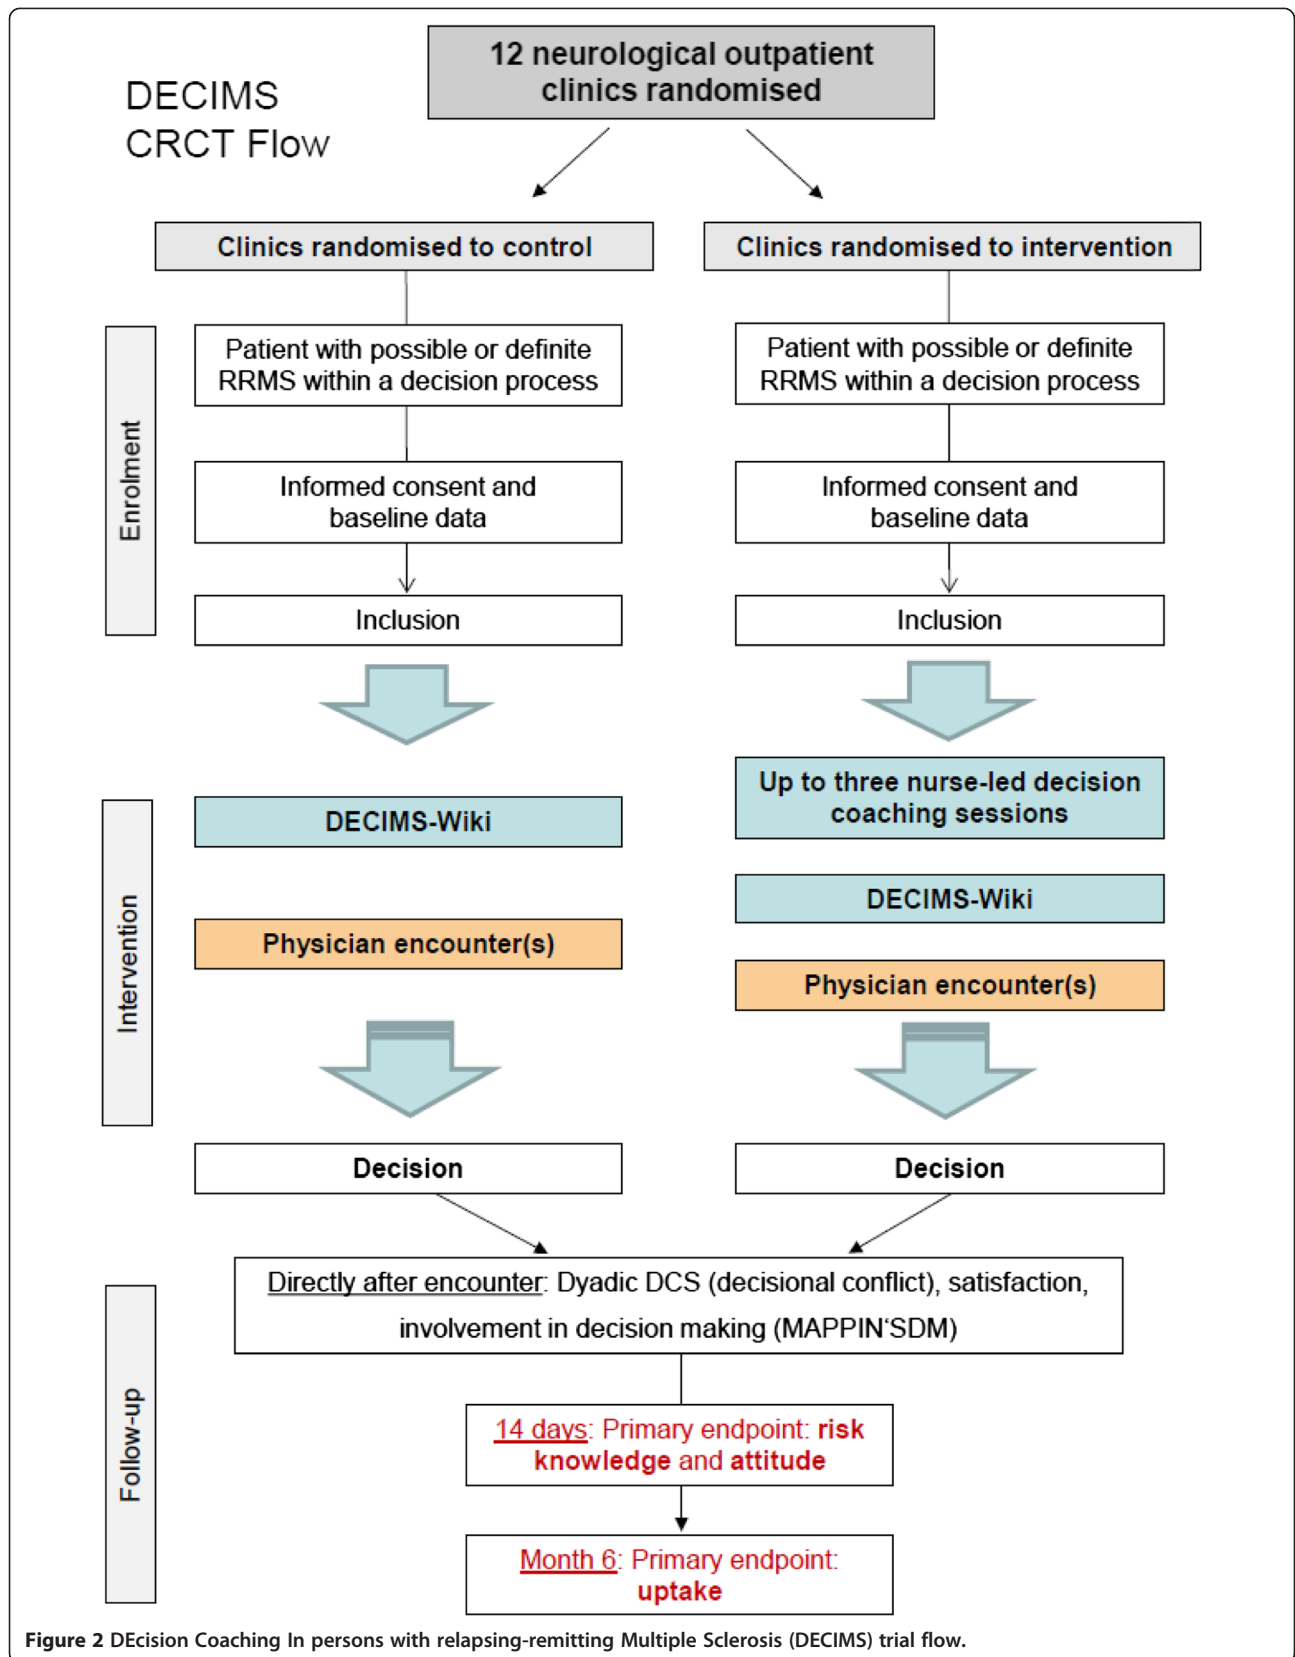 12 neurological outpatient
clinics randomised
DECIMS
CRCT Flow
Clinics randomised to control
Clinics randomised to intervention
Enrolment
Patient with possible or definite
RRMS within a decision process
Patient with possible or definite
RRMS within a decision process
Informed consent and
baseline data
Informed consent and
baseline data
Inclusion
Inclusion
Intervention
DECIMS-Wiki
Physician encounter(s)
Up to three nurse-led decision
coaching sessions
DECIMS-Wiki
Physician encounter(s)
Decision
Decision
Follow-up
Directly after encounter: Dyadic DCS (decisional conflict), satisfaction,
involvement in decision making (MAPPIN‘SDM)
14 days: Primary endpoint: risk
knowledge and attitude
Month 6: Primary endpoint:
uptake
Figure 2 DEcision Coaching In persons with relapsing-remitting Multiple Sclerosis (DECIMS) trial flow.